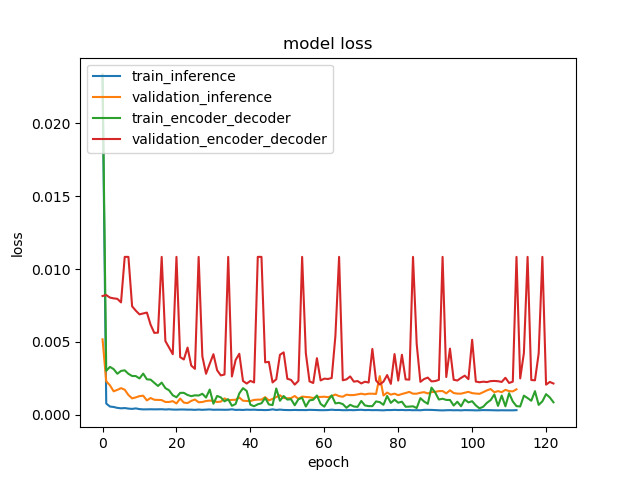 model loss
train_inference
validation_inference
train_encoder_decoder
validation_encoder_decoder
0.020
0.015
0.010
0.005
0.000
loss
0 20 40 60 80 100 120
epoch